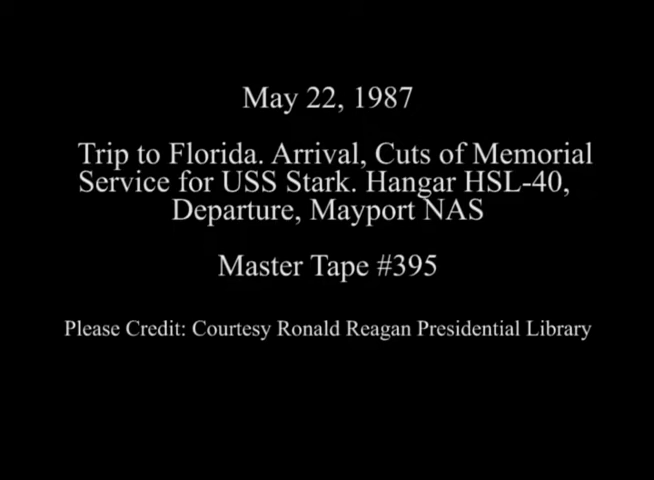 May 22, 1987
Trip to Florida. Arrival, Cuts of Memorial
Service for USS Stark. Hangar HSL-40,
Departure, Mayport NAS
Master Tape #395
Please Credit: Courtesy Ronald Reagan Presidential Library